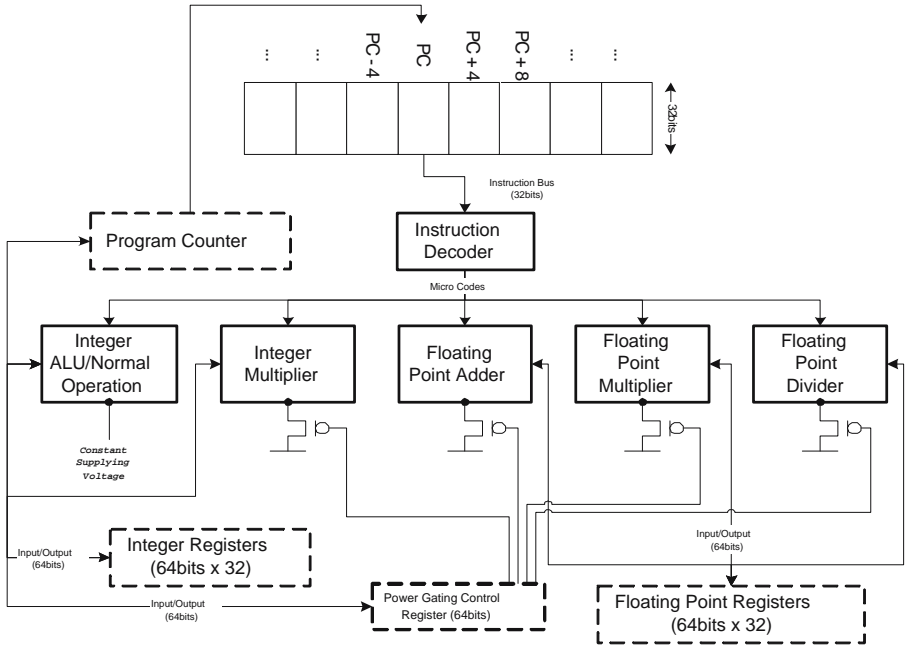 ...
...
PC - 4
PC
PC + 4
PC + 8
...
...
32bits
Instruction Bus
(32bits)
Program Counter
Instruction
Decoder
Micro Codes
Integer
ALU/Normal
Operation
Integer
Multiplier
Floating
Point Adder
Floating
Point
Multiplier
Floating
Point
Divider
Constant
Supplying
Voltage
Input/Output
(64bits)
Integer Registers
(64bits x 32)
Input/Output
(64bits)
Input/Output
(64bits)
Power Gating Control
Register (64bits)
Floating Point Registers
(64bits x 32)